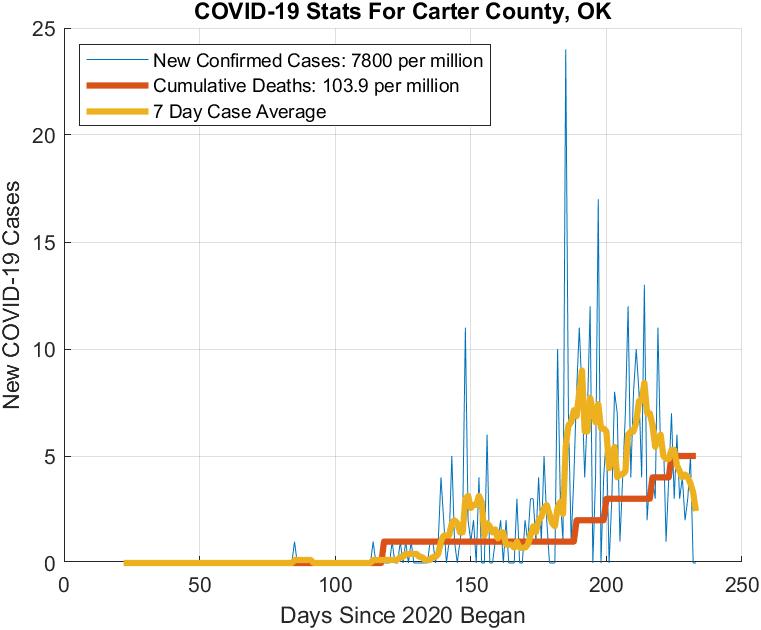 COVID-19 Stats For Carter County, OK
25
New Confirmed Cases: 7800 per million
Cumulative Deaths: 103.9 per million
7 Day Case Average
20
15
10
5
0
New COVID-19 Cases
0 50 100 150 200 250
Days Since 2020 Began